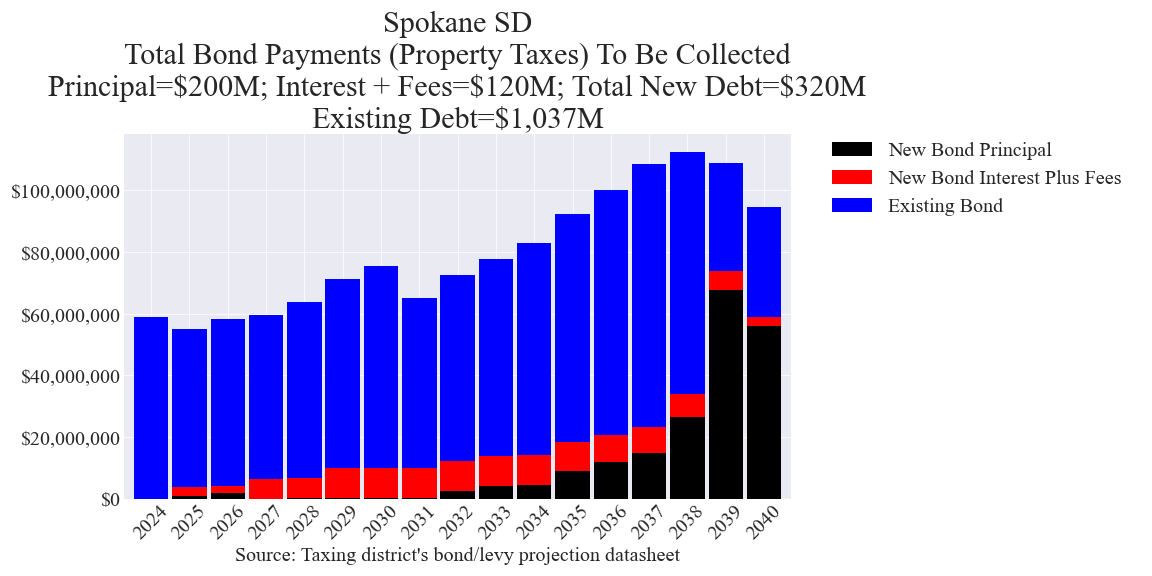 Spokane SD
Total Bond Payments (Property Taxes) To Be Collected
Principal=$200M; Interest + Fees=$120M; Total New Debt=$320M
Existing Debt=$1,037M
New Bond Principal
New Bond Interest Plus Fees
Existing Bond
$100,000,000
$80,000,000
$60,000,000
$40,000,000
$20,000,000
$0
2024
2025
2026
2027
2028
2029
2030
2031
2032
2033
2034
2035
2036
2037
2038
2039
2040
Source: Taxing district's bond/levy projection datasheet